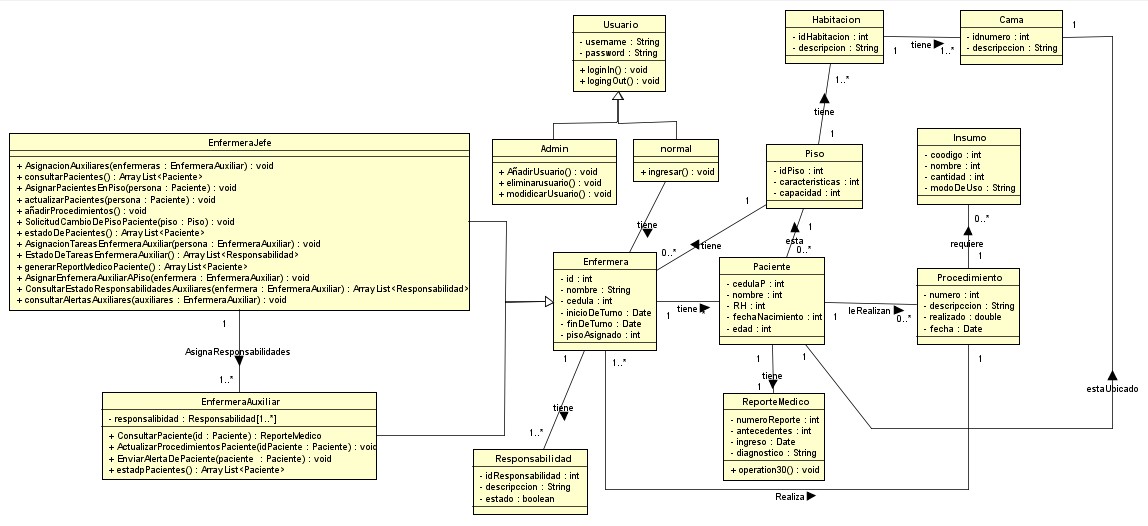 Usuario
- username : String
- password : String
+ loginIn() : void
+ logingOut() : void
Habitacion
- idHabitacion : int
- descripcion : String
1
tiene
1..*
Cama
- idnumero : int
- descripccion : String
1
1..*
tiene
1
Admin
+ AñadirUsuario() : void
+ eliminarusuario() : void
+ modidicarUsuario() : void
normal
+ ingresar() : void
Piso
- idPiso : int
- caracteristicas : int
- capacidad : int
Insumo
- coodigo : int
- nombre : int
- cantidad : int
- modoDeUso : String
EnfermeraJefe
+ AsignacionAuxiliares(enfermeras : EnfermeraAuxiliar) : void
+ consultarPacientes() : ArrayList<Paciente>
+ AsignarPacientesEnPiso(persona : Paciente) : void
+ actualizarPacientes(persona : Paciente) : void
+ añadirProcedimientos() : void
+ SolicitudCambioDePisoPaciente(piso : Piso) : void
+ estadoDePacientes() : ArrayList<Paciente>
+ AsignacionTareasEnfermeraAuxiliar(persona : EnfermeraAuxiliar) : void
+ EstadoDeTareasEnfermeraAuxiliar() : ArrayList<Responsabilidad>
+ generarReportMedicoPaciente() : ArrayList<Paciente>
+ AsignarEnfermeraAuxiliarAPiso(enfermera : EnfermeraAuxiliar) : void
+ ConsultarEstadoResponsabilidadesAuxiliares(enfermera : EnfermeraAuxiliar) : ArrayList<Responsabilidad>
+ consultarAlertasAuxiliares(auxiliares : EnfermeraAuxiliar) : void
tiene
1
tiene
0..*
1
esta
0..*
0..*
requiere
1
Enfermera
- id : int
- nombre : String
- cedula : int
- inicioDeTurno : Date
- finDeTurno : Date
- pisoAsignado : int
1
tiene
Paciente
- cedulaP : int
- nombre : int
- RH : int
- fechaNacimiento : int
- edad : int
1
leRealizan
0..*
Procedimiento
- numero : int
- descripccion : String
- realizado : double
- fecha : Date
1
AsignaResponsabilidades
1..*
1
1..*
1
tiene
1
1
1
estaUbicado
tiene
1..*
EnfermeraAuxiliar
- responsalibidad : Responsabilidad[1..*]
+ ConsultarPaciente(id : Paciente) : ReporteMedico
+ ActualizarProcedimientosPaciente(idPaciente : Paciente) : void
+ EnviarAlertaDePaciente(paciente : Paciente) : void
+ estadpPacientes() : ArrayList<Paciente>
ReporteMedico
- numeroReporte : int
- antecedentes : int
- ingreso : Date
- diagnostico : String
+ operation30() : void
Responsabilidad
- idResponsabilidad : int
- descripccion : String
- estado : boolean
Realiza